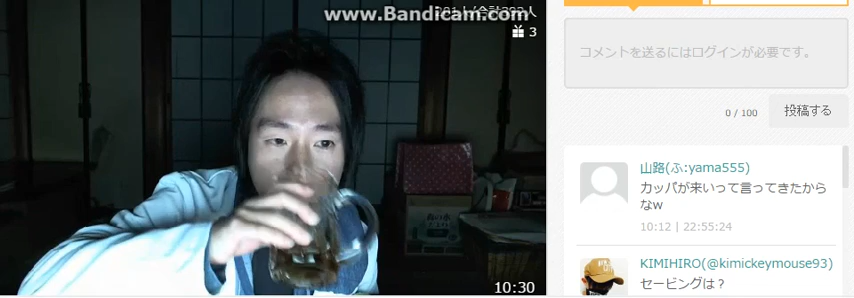 www.Bandicam.com
3
10:30
コメントを送るにはログインが必要です。
0 / 100
投稿する
山路(ふ:yama555)
カッパが来いって言ってきたから
なw
10:12 | 22:55:24
KIMIHIRO(@kimickeymouse93)
セービングは？